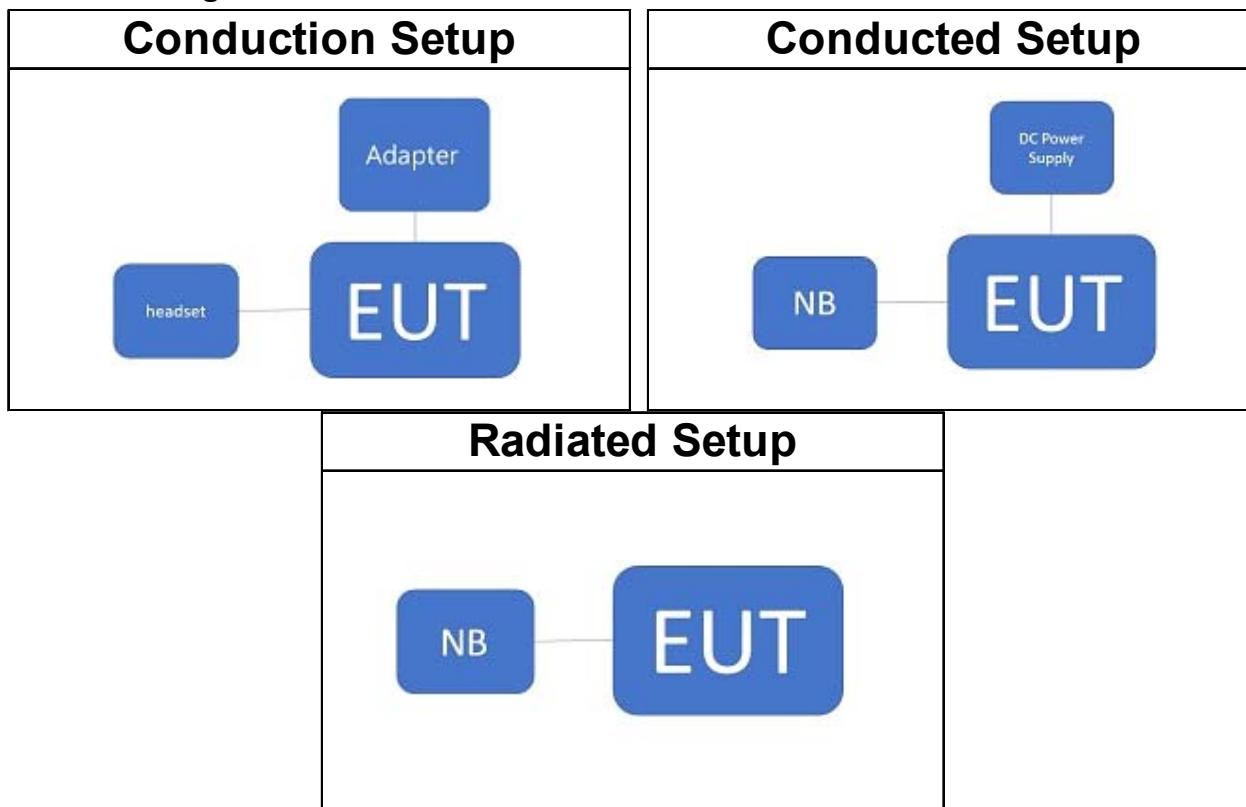 Conduction Setup
Adapter
headset
EUT
Conducted Setup
DC Power
Supply
NB
EUT
Radiated Setup
NB
EUT